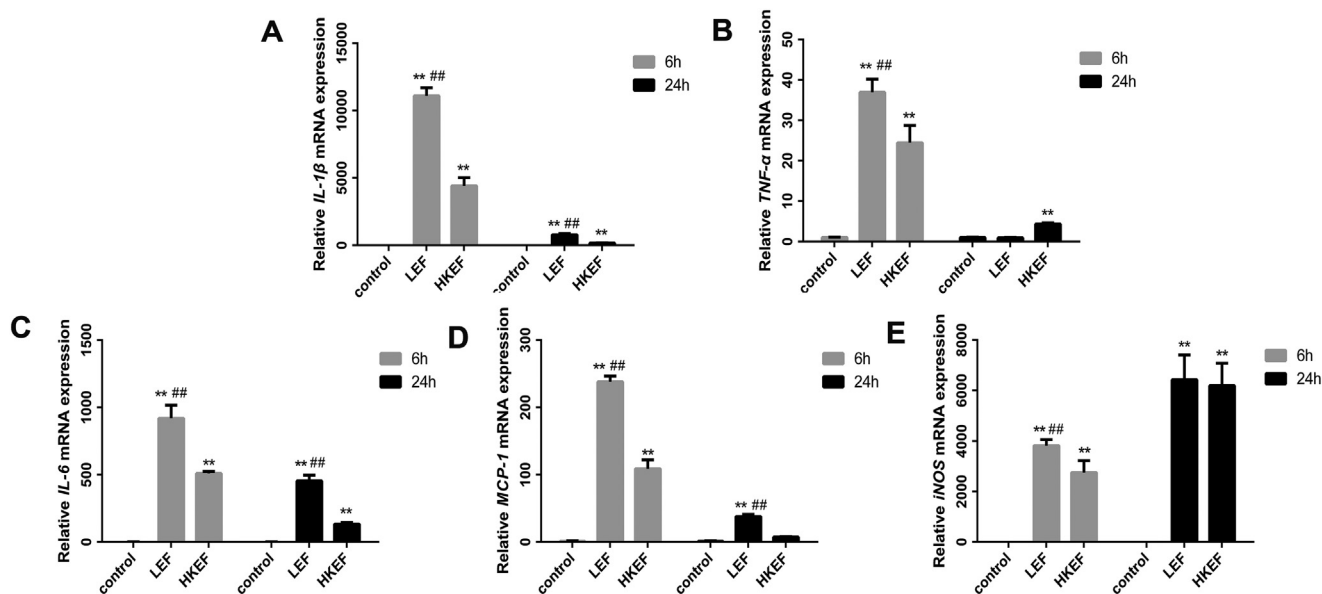 A
Relative IL-1β mRNA expression
15000
10000
5000
0
** ##
**
** ##
**
control
LEF
HKEF
control
LEF
HKEF
6h
24h
B
Relative TNF-α mRNA expression
50
40
30
20
10
0
** ##
**
**
control
LEF
HKEF
control
LEF
HKEF
6h
24h
C
Relative IL-6 mRNA expression
1500
1000
500
0
** ##
**
** ##
**
control
LEF
HKEF
control
LEF
HKEF
6h
24h
D
Relative MCP-1 mRNA expression
300
200
100
0
** ##
**
** ##
control
LEF
HKEF
control
LEF
HKEF
6h
24h
E
Relative iNOS mRNA expression
8000
6000
4000
2000
0
** ##
**
**
**
control
LEF
HKEF
control
LEF
HKEF
6h
24h